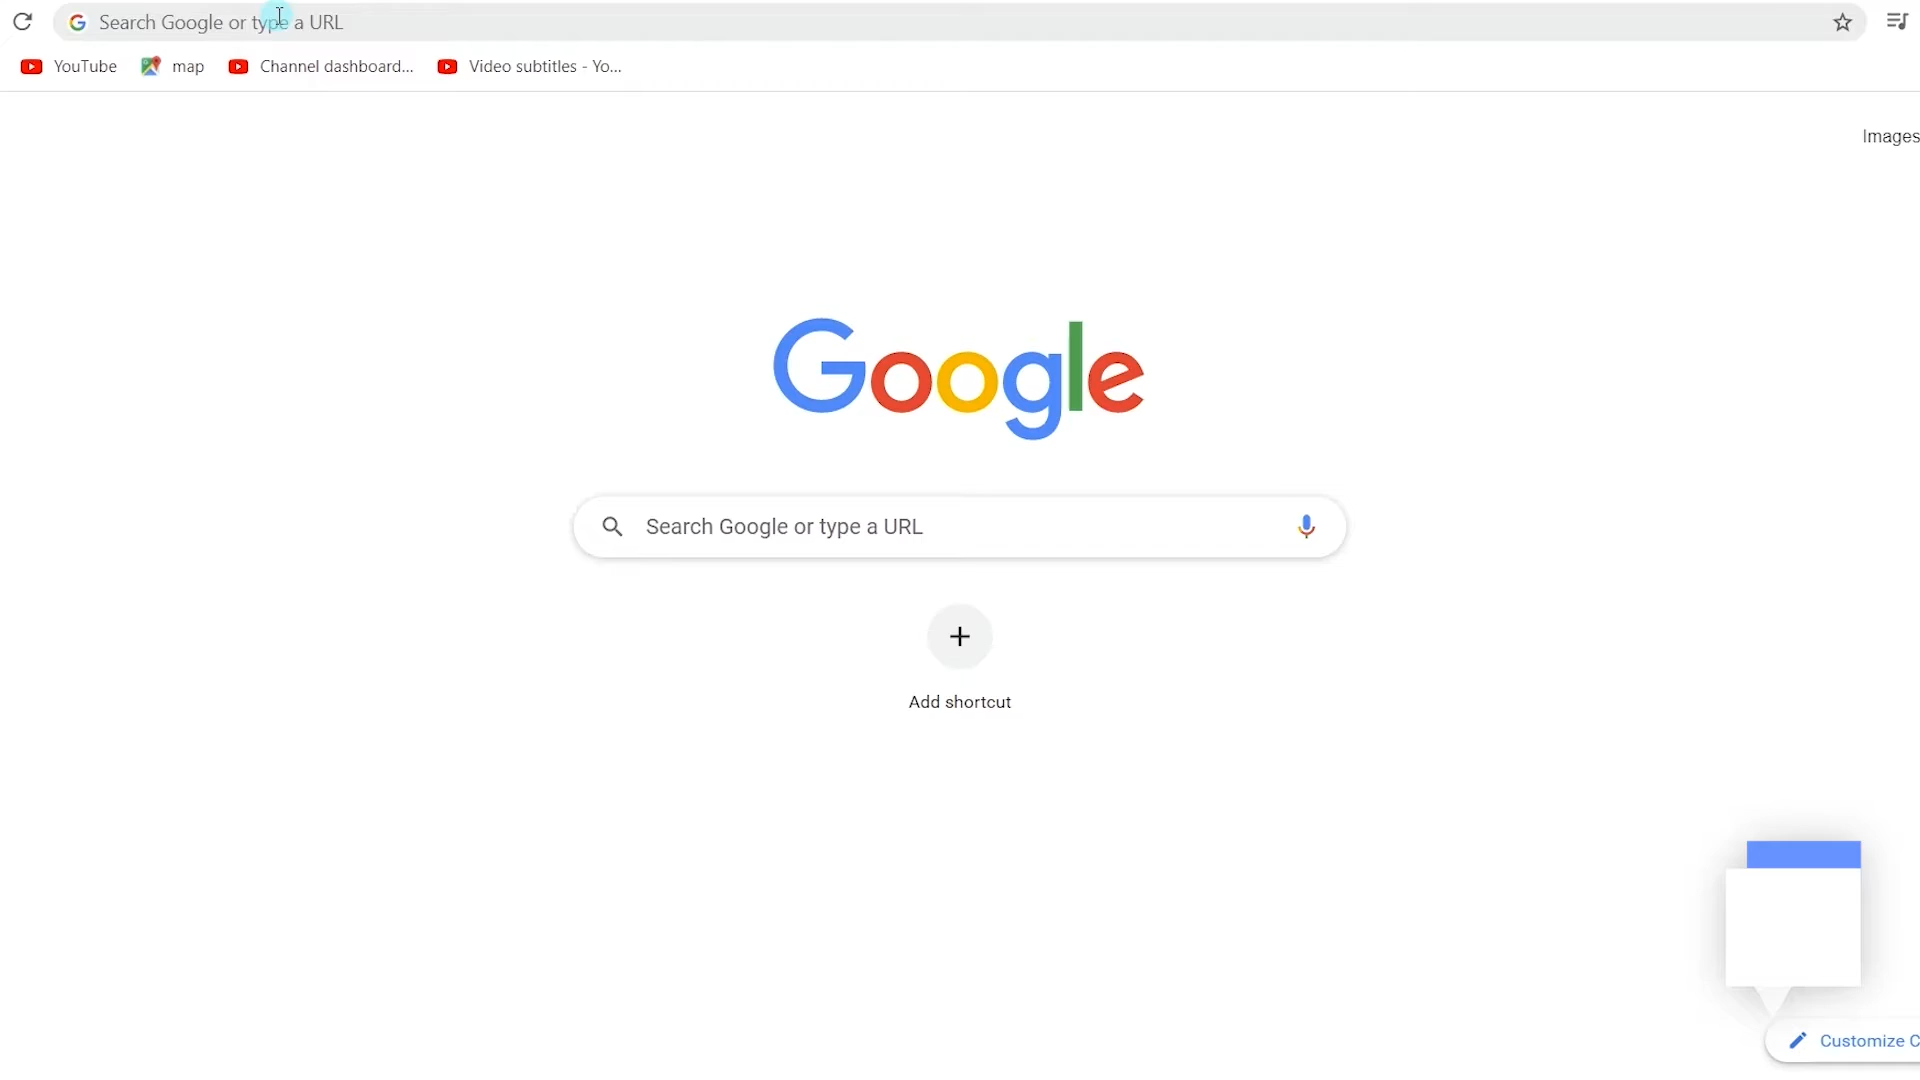 Search Google or type a URL
YouTube map Channel dashboard... Video subtitles - Yo...
Images
Google
Search Google or type a URL
Add shortcut
Customize C